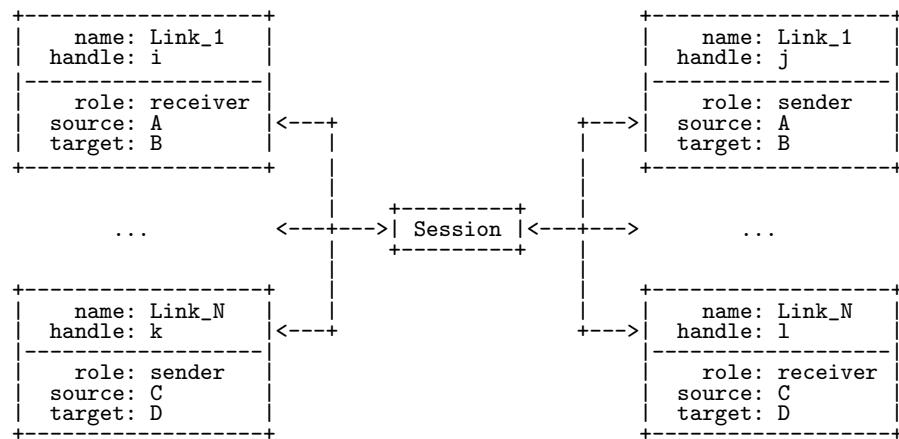 name: Link_1
handle: i
role: receiver
source: A
target: B
name: Link_1
handle: j
role: sender
source: A
target: B
...
Session
...
name: Link_N
handle: k
role: sender
source: C
target: D
name: Link_N
handle: l
role: receiver
source: C
target: D